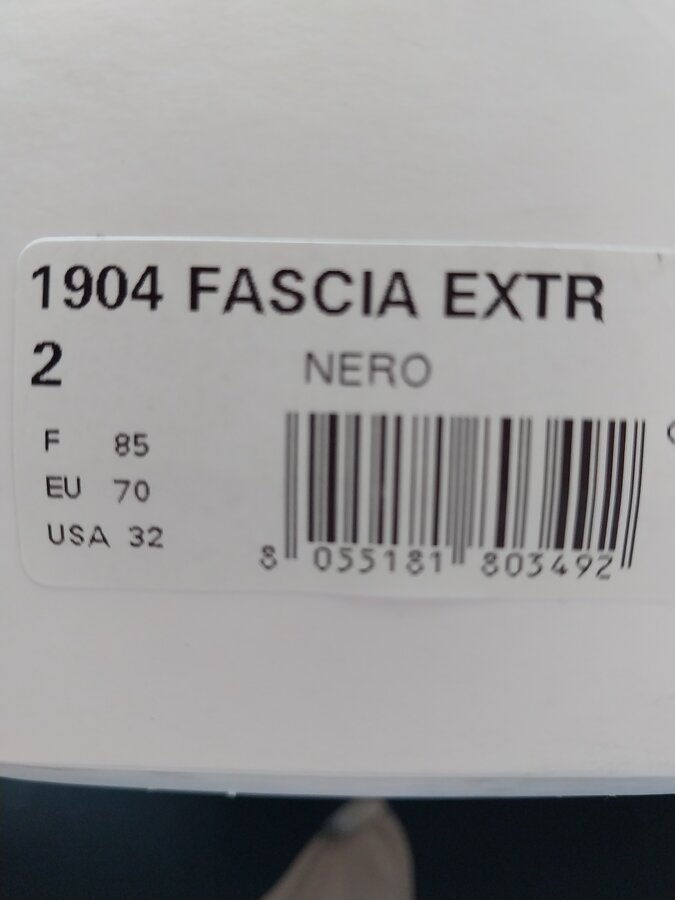 1904 FASCIA EXTR
2 NERO
F 85
EU 70
USA 32
8 055181 803492